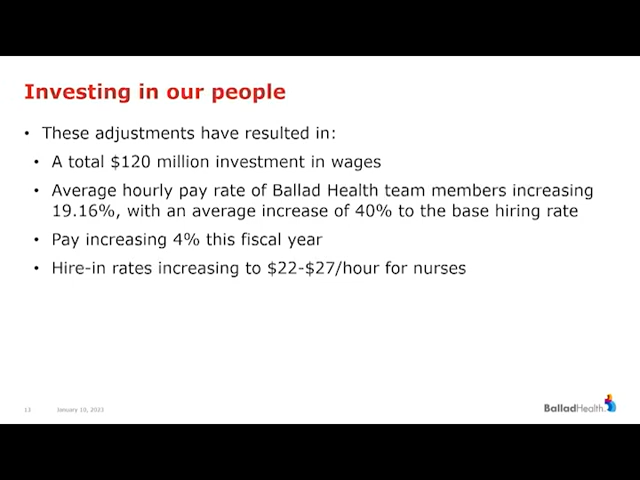 Investing in our people
• These adjustments have resulted in:
• A total $120 million investment in wages
• Average hourly pay rate of Ballad Health team members increasing
19.16%, with an average increase of 40% to the base hiring rate
• Pay increasing 4% this fiscal year
• Hire-in rates increasing to $22-$27/hour for nurses
13 January 10, 2023
BalladHealth